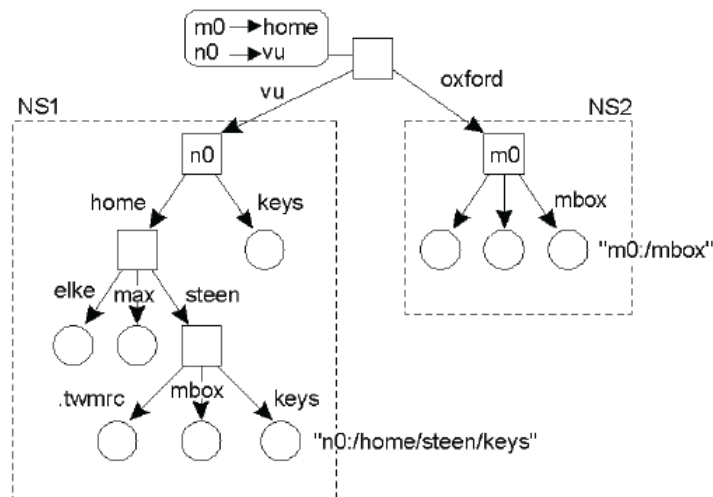 m0 → home
n0 → vu
vu
oxford
NS1
NS2
n0
m0
home
keys
mbox
"m0:/mbox"
elke
max
steen
.twmrc
mbox
keys
"n0:/home/steen/keys"